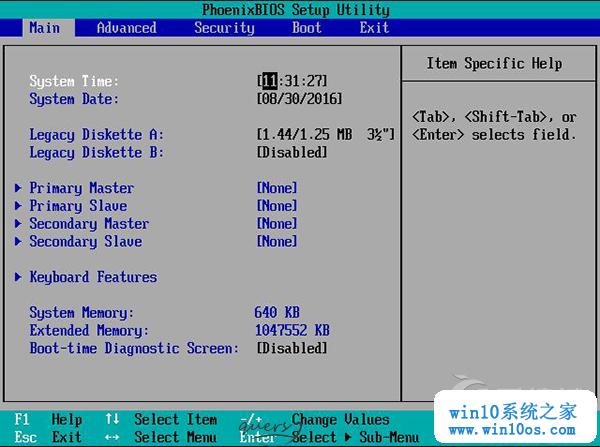 PhoenixBIOS Setup Utility
Main Advanced Security Boot Exit
Item Specific Help
System Time: [11:31:27]
System Date: [08/30/2016]
<Tab>, <Shift-Tab>, or
<Enter> selects field.
Legacy Diskette A: [1.44/1.25 MB 3½"]
Legacy Diskette B: [Disabled]
Primary Master [None]
Primary Slave [None]
Secondary Master [None]
Secondary Slave [None]
Keyboard Features
System Memory: 640 KB
Extended Memory: 1047552 KB
Boot-time Diagnostic Screen: [Disabled]
F1 Help ↑↓ Select Item -/+ Change Values
Esc Exit ↔ Select Menu Enter Select ▶ Sub-Menu
win10系统之家
www.win10os.com